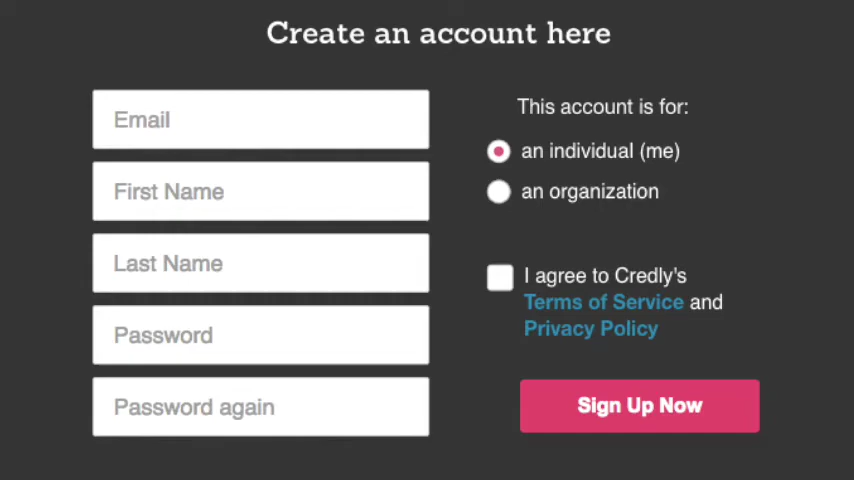 Create an account here
Email
First Name
Last Name
Password
Password again
This account is for:
an individual (me)
an organization
I agree to Credly's
Terms of Service and
Privacy Policy
Sign Up Now